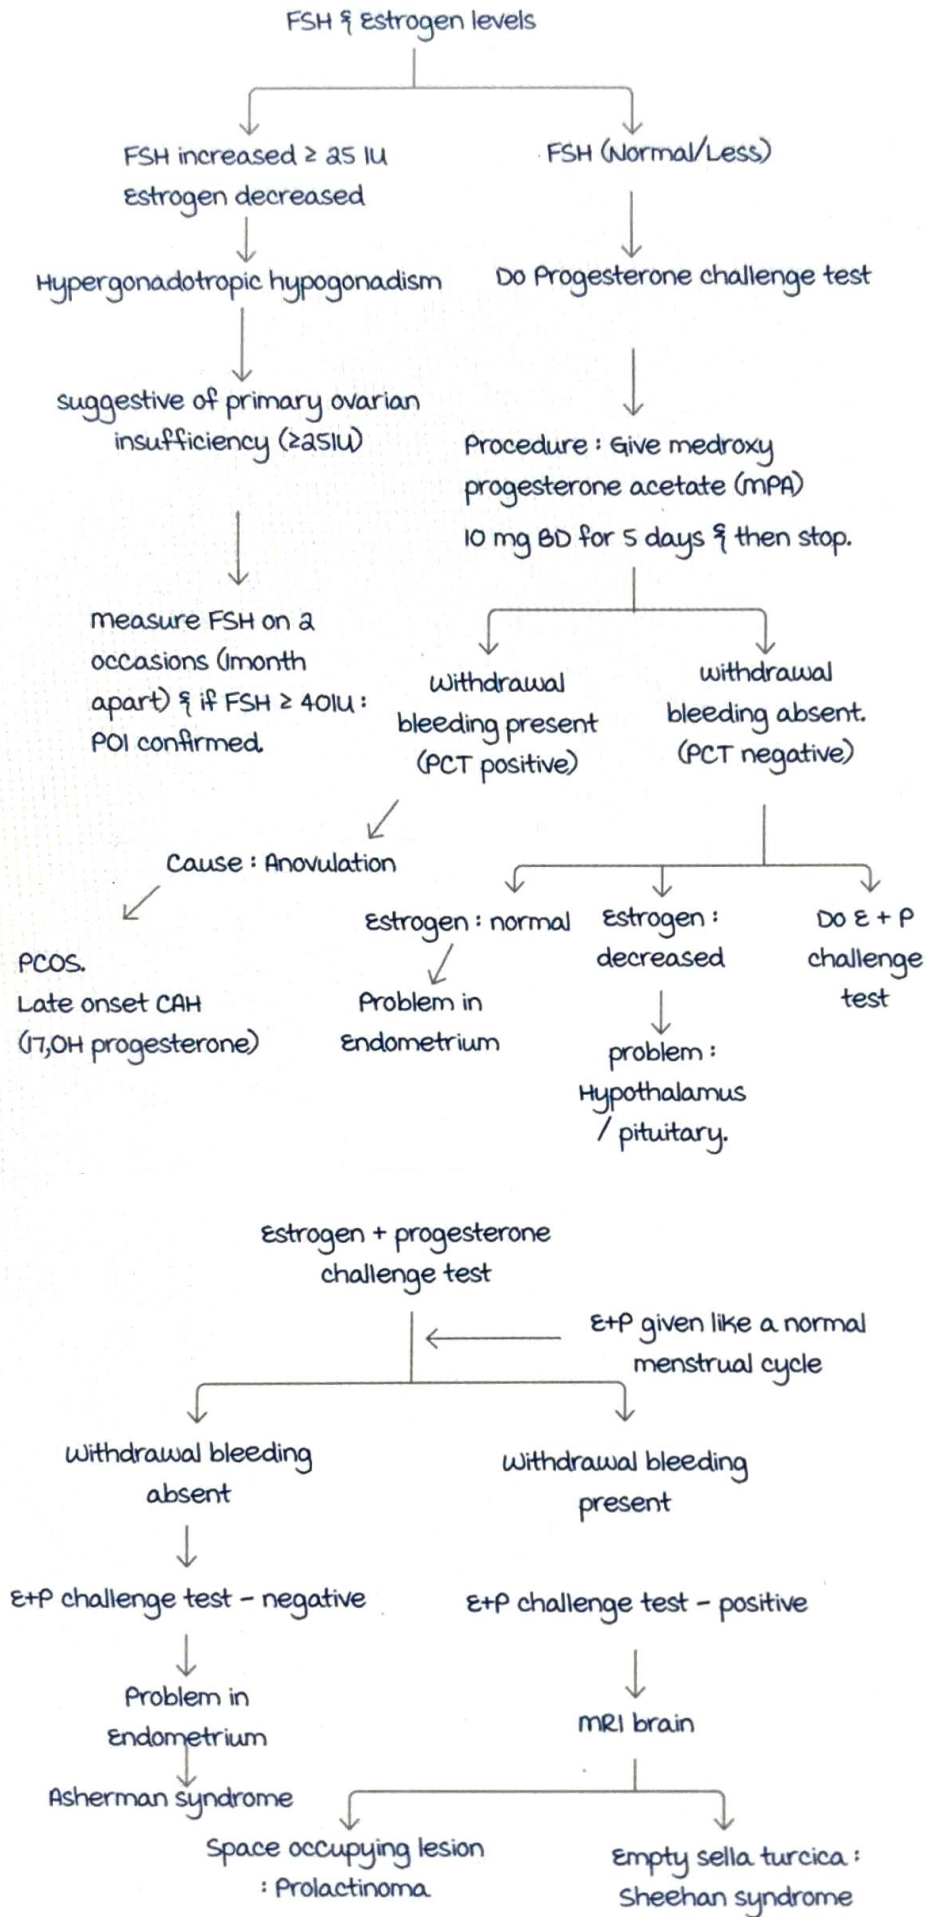 FSH & Estrogen levels
FSH increased ≥ 25 IU
Estrogen decreased
FSH (Normal/Less)
Hypergonadotropic hypogonadism
Do Progesterone challenge test
suggestive of primary ovarian
insufficiency (≥25IU)
Procedure : Give medroxy
progesterone acetate (MPA)
10 mg BD for 5 days & then stop.
measure FSH on 2
occasions (1month
apart) & if FSH ≥ 40IU :
POI confirmed.
Withdrawal
bleeding present
(PCT positive)
withdrawal
bleeding absent.
(PCT negative)
Cause : Anovulation
PCOS.
Late onset CAH
(17,OH progesterone)
Estrogen : normal
Problem in
Endometrium
Estrogen :
decreased
problem :
Hypothalamus
/ pituitary.
Do E + P
challenge
test
Estrogen + progesterone
challenge test
E+P given like a normal
menstrual cycle
Withdrawal bleeding
absent
Withdrawal bleeding
present
E+P challenge test - negative
E+P challenge test - positive
Problem in
Endometrium
Asherman syndrome
MRI brain
Space occupying lesion
: Prolactinoma
Empty sella turcica :
Sheehan syndrome